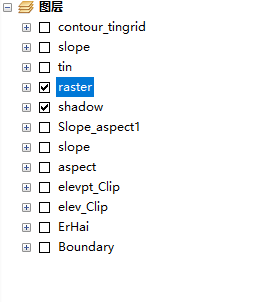 图层
contour_tingrid
slope
tin
raster
shadow
Slope_aspect1
slope
aspect
elevpt_Clip
elev_Clip
ErHai
Boundary